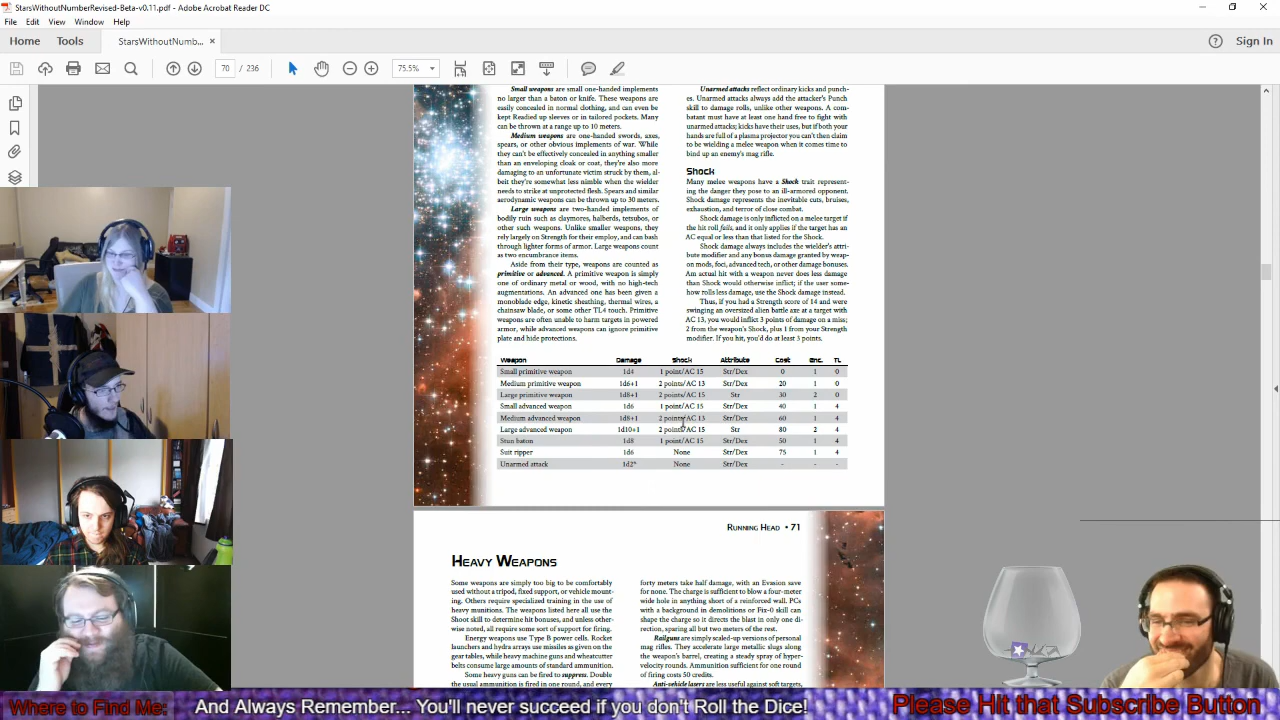 StarsWithoutNumberRevised-Beta-v0.11.pdf - Adobe Acrobat Reader DC
File Edit View Window Help
Home Tools StarsWithoutNumb... × Sign In
70 / 236 75.5%
Small weapons are small one-handed implements
no larger than a baton or knife. These weapons are
easily concealed in normal clothing, and can even be
kept Readied up sleeves or in tailored pockets. Many
can be thrown at a range up to 10 meters.
Medium weapons are one-handed swords, axes,
spears, or other obvious implements of war. While
they can't be effectively concealed in anything smaller
than an enveloping cloak or coat, they're also more
damaging to an unfortunate victim struck by them, al-
beit they're somewhat less nimble when the wielder
needs to strike at unprotected flesh. Spears and similar
aerodynamic weapons can be thrown up to 30 meters.
Large weapons are two-handed implements of
bodily ruin such as claymores, halberds, tetsubos, or
other such weapons. Unlike smaller weapons, they
rely largely on Strength for their employ, and can bash
through lighter forms of armor. Large weapons count
as two encumbrance items.
Aside from their type, weapons are counted as
primitive or advanced. A primitive weapon is simply
one of ordinary metal or wood, with no high-tech
augmentations. An advanced one has been given a
monoblade edge, kinetic sheathing, thermal wires, a
chainsaw blade, or some other TL4 touch. Primitive
weapons are often unable to harm targets in powered
armor, while advanced weapons can ignore primitive
plate and hide protections.
Unarmed attacks reflect ordinary kicks and punch-
es. Unarmed attacks always add the attacker's Punch
skill to damage rolls, unlike other weapons. A com-
batant must have at least one hand free to fight with
unarmed attacks; kicks have their uses, but if both your
hands are full of a plasma projector you can't then claim
to be wielding a melee weapon when it comes time to
bind up an enemy's mag rifle.
Shock
Many melee weapons have a Shock trait represent-
ing the danger they pose to an ill-armored opponent.
Shock damage represents the inevitable cuts, bruises,
exhaustion, and terror of close combat.
Shock damage is only inflicted on a melee target if
the hit roll fails, and it only applies if the target has an
AC equal or less than that listed for the Shock.
Shock damage always includes the wielder's attri-
bute modifier and any bonus damage granted by weap-
on mods, foci, advanced tech, or other damage bonuses.
Am actual hit with a weapon never does less damage
than Shock would otherwise inflict; if the user some-
how rolls less damage, use the Shock damage instead.
Thus, if you had a Strength score of 14 and were
swinging an oversized alien battle axe at a target with
AC 13, you would inflict 3 points of damage on a miss;
2 from the weapon's Shock, plus 1 from your Strength
modifier. If you hit, you'd do at least 3 points.
Weapon Damage Shock Attribute Cost Enc. TL
Small primitive weapon 1d4 1 point/AC 15 Str/Dex 0 1 0
Medium primitive weapon 1d6+1 2 points/AC 13 Str/Dex 20 1 0
Large primitive weapon 1d8+1 2 points/AC 15 Str 30 2 0
Small advanced weapon 1d6 1 point/AC 15 Str/Dex 40 1 4
Medium advanced weapon 1d8+1 2 points/AC 13 Str/Dex 60 1 4
Large advanced weapon 1d10+1 2 points/AC 15 Str 80 2 4
Stun baton 1d8 1 point/AC 15 Str/Dex 50 1 4
Suit ripper 1d6 None Str/Dex 75 1 4
Unarmed attack 1d2* None Str/Dex - - -
Running Head • 71
Heavy Weapons
Some weapons are simply too big to be comfortably
used without a tripod, fixed support, or vehicle mount-
ing. Others require specialized training in the use of
heavy munitions. The weapons listed here all use the
Shoot skill to determine hit bonuses, and unless other-
wise noted, all require some sort of support for firing.
Energy weapons use Type B power cells. Rocket
launchers and hydra arrays use missiles as given on the
gear tables, while heavy machine guns and wheatcutter
belts consume large amounts of standard ammunition.
Some heavy guns can be fired to suppress. Double
the usual ammunition is fired in one round, and every
forty meters take half damage, with an Evasion save
for none. The charge is sufficient to blow a four-meter
wide hole in anything short of a reinforced wall. PCs
with a background in demolitions or Fix-0 skill can
shape the charge so it directs the blast in only one di-
rection, sparing all but two meters of the rest.
Railguns are simply scaled-up versions of personal
mag rifles. They accelerate large metallic slugs along
the weapon's barrel, creating a steady spray of hyper-
velocity rounds. Ammunition sufficient for one round
of firing costs 50 credits.
Anti-vehicle lasers are less useful against soft targets,
Where to Find Me: And Always Remember... You'll never succeed if you don't Roll the Dice! Please Hit that Subscribe Button